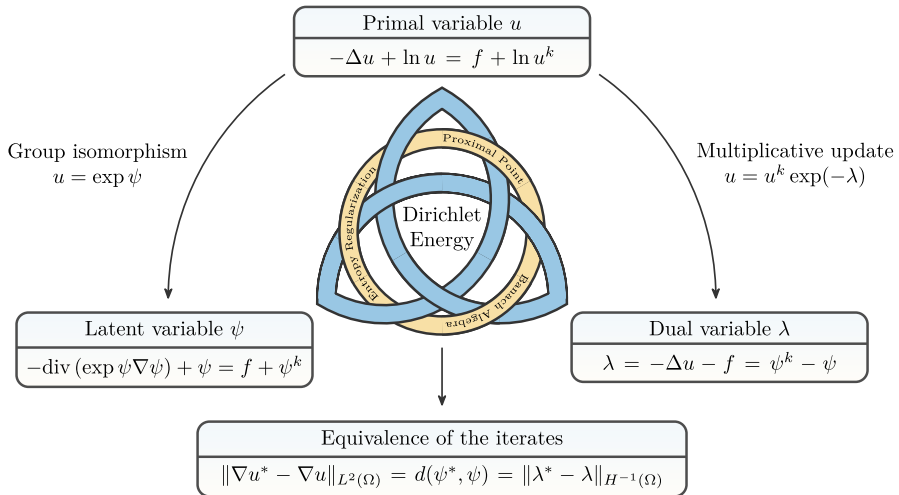 Primal variable u
−Δu + ln u = f + ln u^k
Group isomorphism
u = exp ψ
Multiplicative update
u = u^k exp(−λ)
Proximal Point
Entropy Regularization
Banach Algebra
Dirichlet
Energy
Latent variable ψ
−div (exp ψ∇ψ) + ψ = f + ψ^k
Dual variable λ
λ = −Δu − f = ψ^k − ψ
Equivalence of the iterates
‖∇u* − ∇u‖_{L²(Ω)} = d(ψ*, ψ) = ‖λ* − λ‖_{H⁻¹(Ω)}